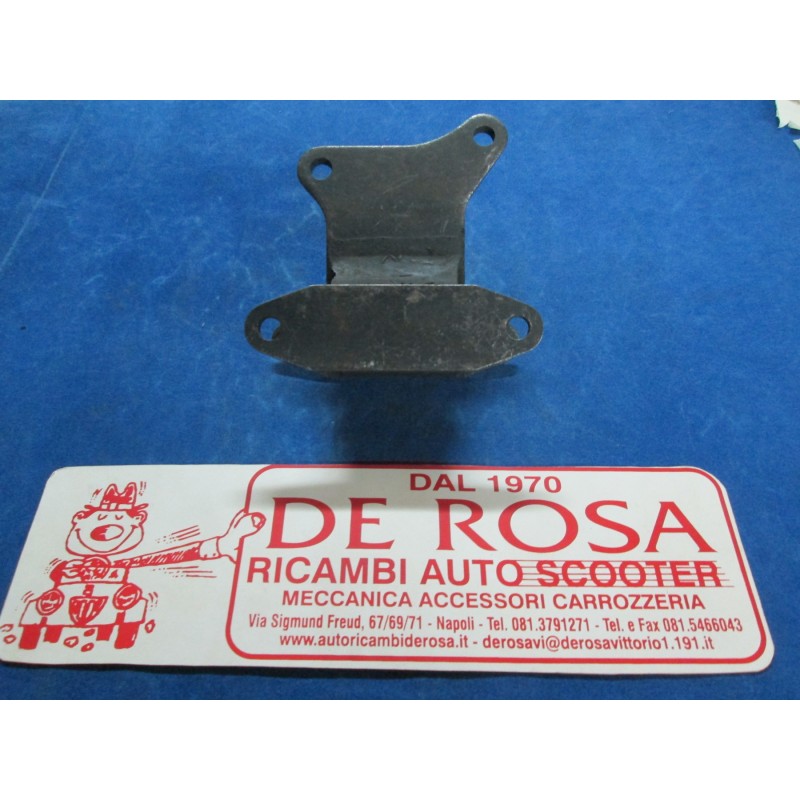 DAL 1970
DE ROSA
RICAMBI AUTO SCOOTER
MECCANICA ACCESSORI CARROZZERIA
Via Sigmund Freud, 67/69/71 - Napoli - Tel. 081.3791271 - Tel. e Fax 081.5466043
www.autoricambiderosa.it - derosavi@derosavittorio1.191.it